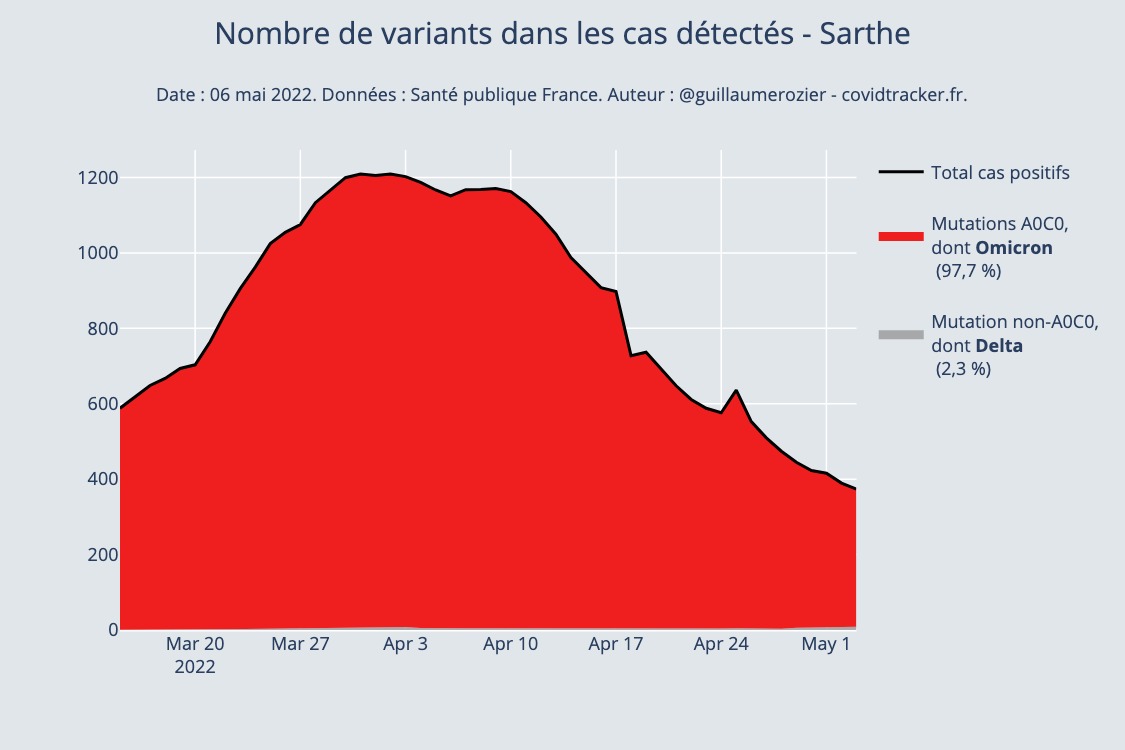 Nombre de variants dans les cas détectés - Sarthe
Date : 06 mai 2022. Données : Santé publique France. Auteur : @guillaumerozier - covidtracker.fr.
1200
1000
800
600
400
200
0
Mar 20
2022
Mar 27
Apr 3
Apr 10
Apr 17
Apr 24
May 1
Total cas positifs
Mutations A0C0,
dont Omicron
(97,7 %)
Mutation non-A0C0,
dont Delta
(2,3 %)